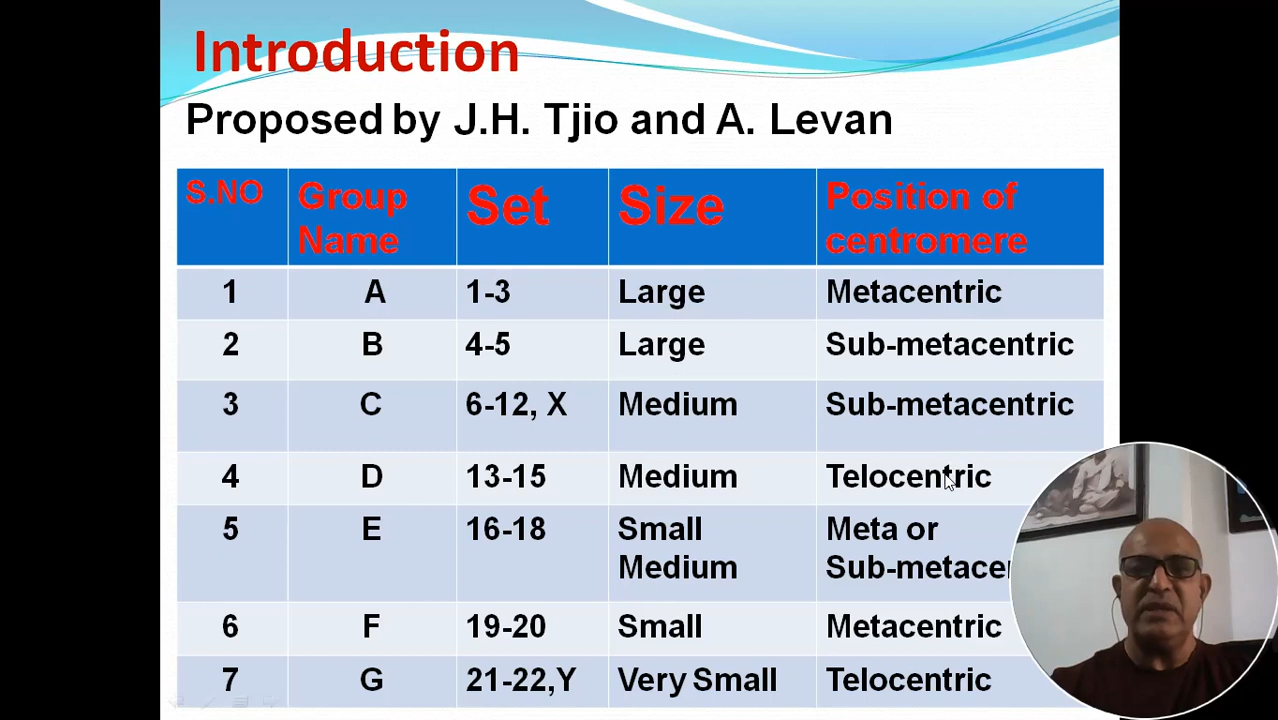 Introduction
Proposed by J.H. Tjio and A. Levan
S.NO Group Name Set Size Position of centromere
1 A 1-3 Large Metacentric
2 B 4-5 Large Sub-metacentric
3 C 6-12, X Medium Sub-metacentric
4 D 13-15 Medium Telocentric
5 E 16-18 Small Medium Meta or Sub-metace
6 F 19-20 Small Metacentric
7 G 21-22,Y Very Small Telocentric